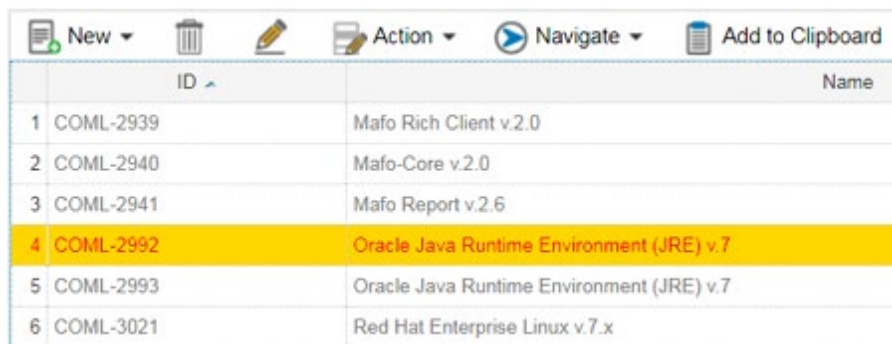 New Action Navigate Add to Clipboard
ID Name
1 COML-2939 Mafo Rich Client v.2.0
2 COML-2940 Mafo-Core v.2.0
3 COML-2941 Mafo Report v.2.6
4 COML-2992 Oracle Java Runtime Environment (JRE) v.7
5 COML-2993 Oracle Java Runtime Environment (JRE) v.7
6 COML-3021 Red Hat Enterprise Linux v.7.x